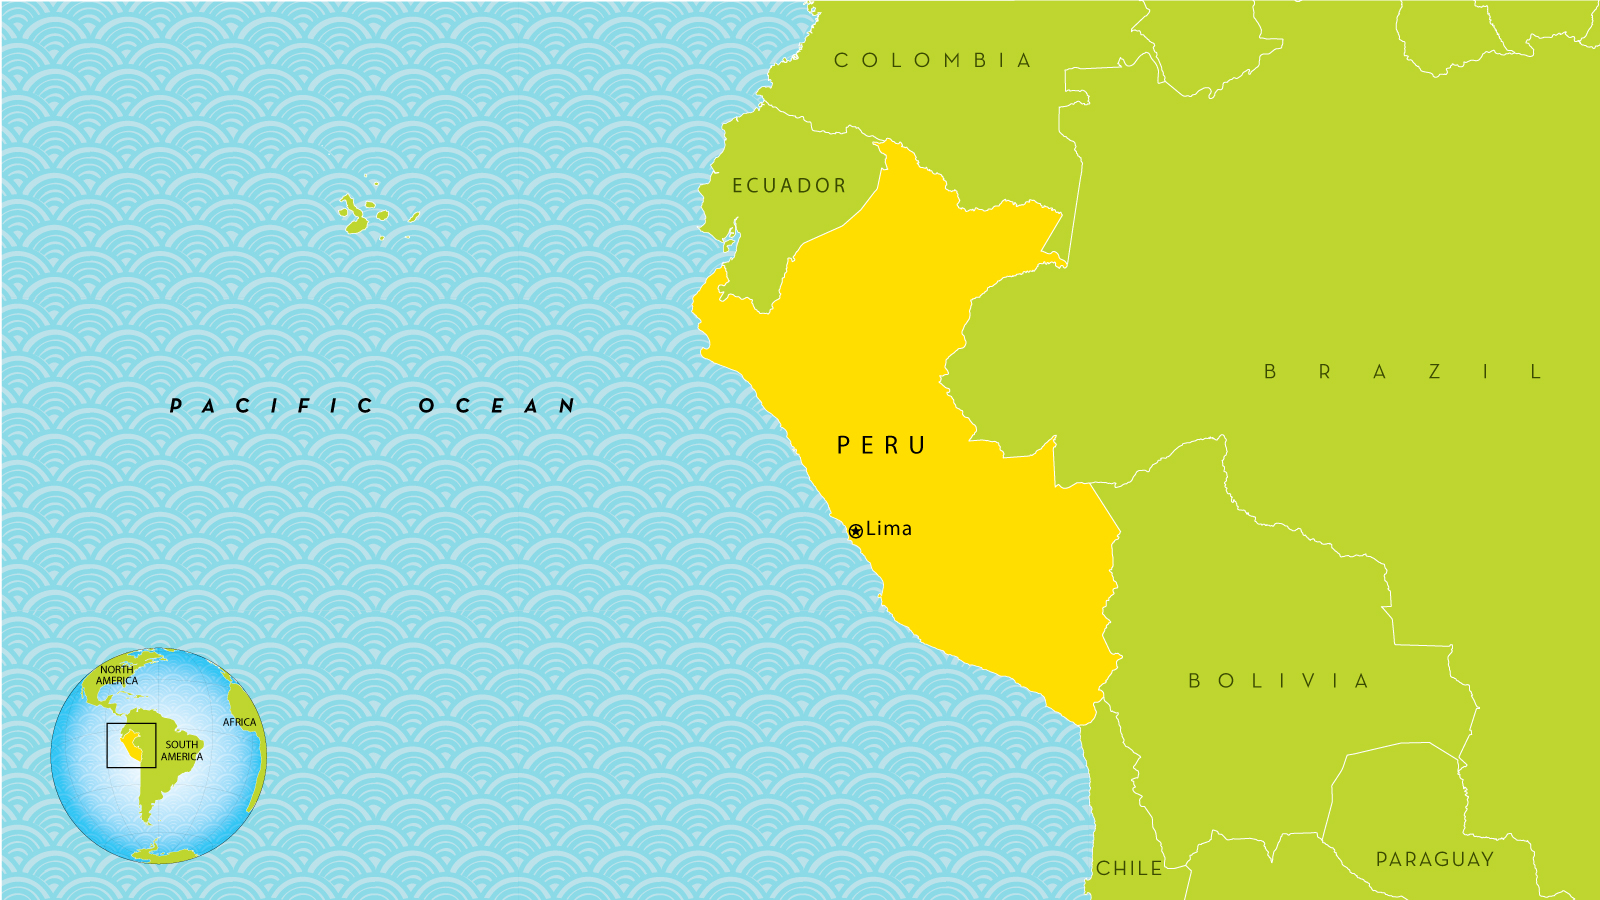 COLOMBIA
ECUADOR
BRAZIL
PACIFIC OCEAN
PERU
Lima
BOLIVIA
NORTH
AMERICA
AFRICA
SOUTH
AMERICA
CHILE
PARAGUAY